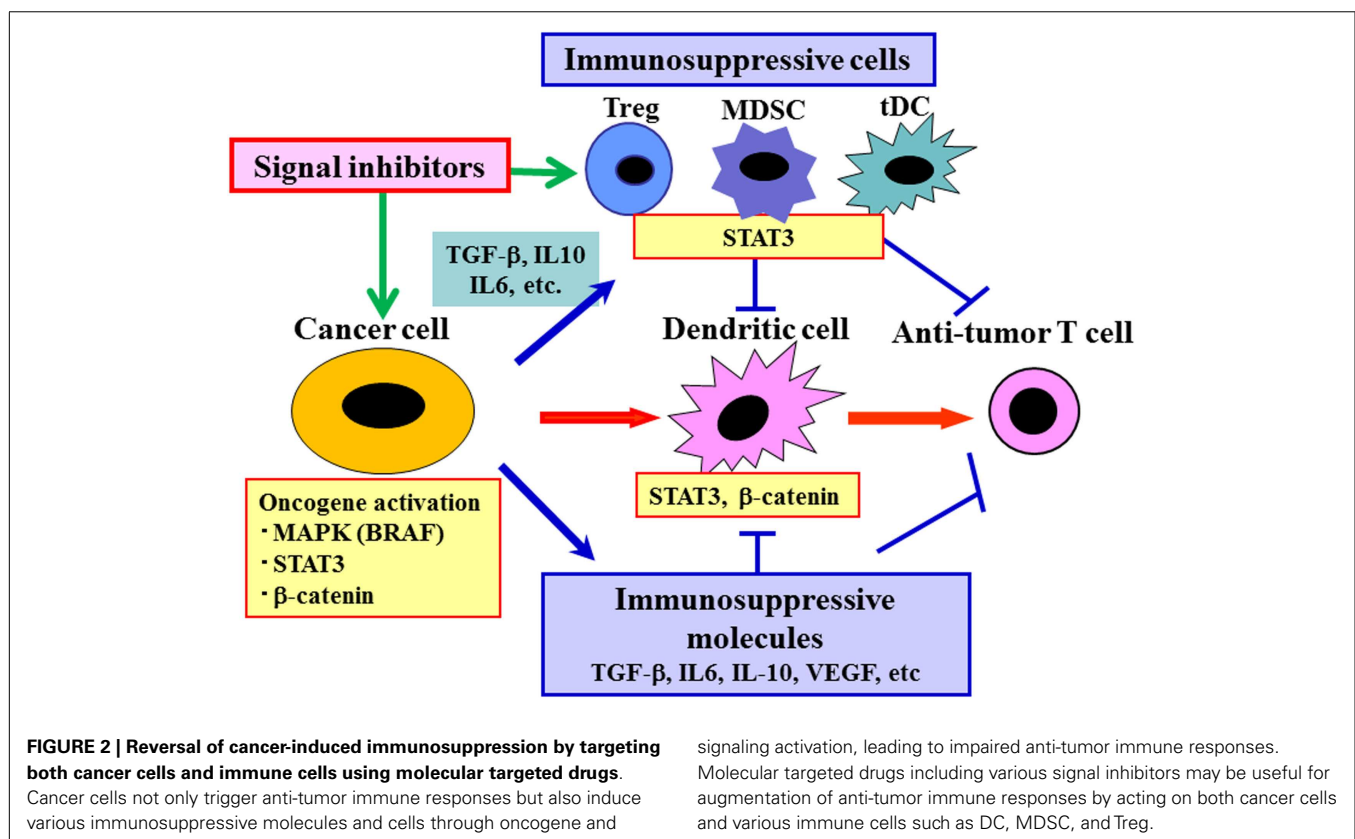 Immunosuppressive cells
Treg
MDSC
tDC
Signal inhibitors
STAT3
TGF-β, IL10
IL6, etc.
Cancer cell
Dendritic cell
Anti-tumor T cell
Oncogene activation
· MAPK (BRAF)
· STAT3
· β-catenin
STAT3, β-catenin
Immunosuppressive
molecules
TGF-β, IL6, IL-10, VEGF, etc
FIGURE 2 | Reversal of cancer-induced immunosuppression by targeting
both cancer cells and immune cells using molecular targeted drugs.
Cancer cells not only trigger anti-tumor immune responses but also induce
various immunosuppressive molecules and cells through oncogene and
signaling activation, leading to impaired anti-tumor immune responses.
Molecular targeted drugs including various signal inhibitors may be useful for
augmentation of anti-tumor immune responses by acting on both cancer cells
and various immune cells such as DC, MDSC, and Treg.